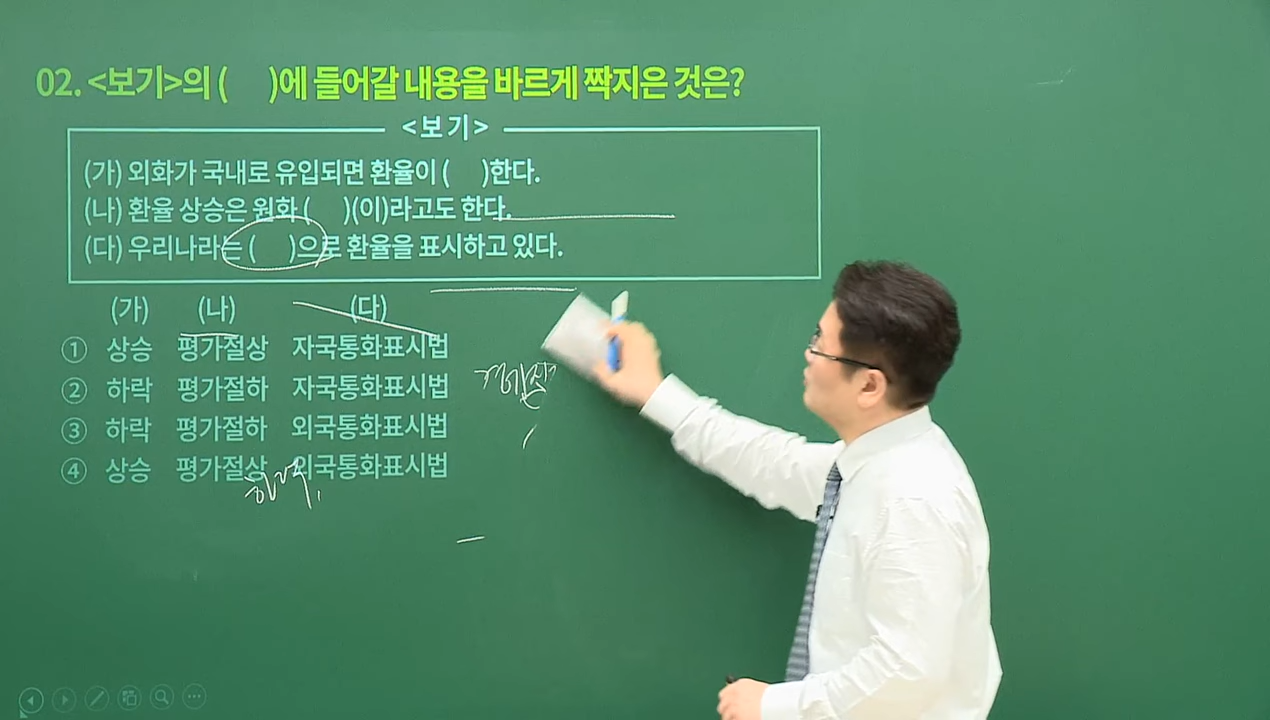 02. <보기>의 (    )에 들어갈 내용을 바르게 짝지은 것은?
<보 기>
(가) 외화가 국내로 유입되면 환율이 (    )한다.
(나) 환율 상승은 원화 (    )(이)라고도 한다.
(다) 우리나라는 (    )으로 환율을 표시하고 있다.
(가) (나) (다)
① 상승 평가절상 자국통화표시법
② 하락 평가절하 자국통화표시법
③ 하락 평가절하 외국통화표시법
④ 상승 평가절상 외국통화표시법
하락